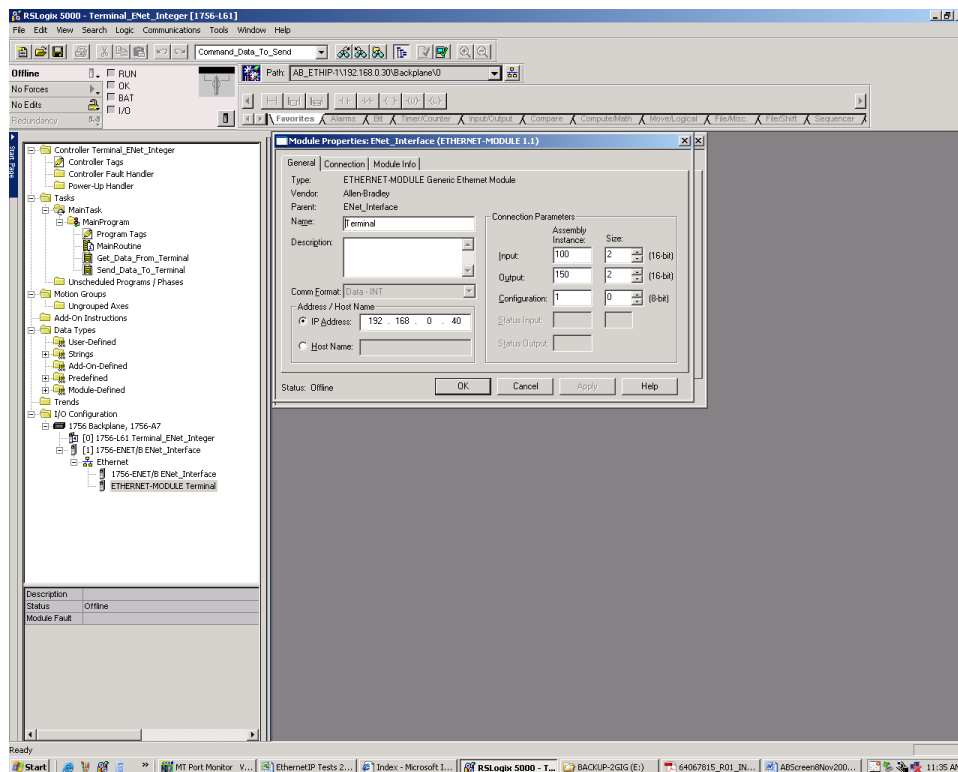 RSLogix 5000 - Terminal_ENet_Integer [1756-L61]
File Edit View Search Logic Communications Tools Window Help
Command_Data_To_Send
Offline
RUN
Path: AB_ETHIP-1\192.168.0.30\Backplane\0
No Forces
OK
No Edits
BAT
Redundancy
I/O
Favorites Alarms Bit Timer/Counter Input/Output Compare Compute/Math Move/Logical File/Misc. File/Shift Sequencer
Start Page
Controller Terminal_ENet_Integer
Controller Tags
Controller Fault Handler
Power-Up Handler
Tasks
MainTask
MainProgram
Program Tags
MainRoutine
Get_Data_From_Terminal
Send_Data_To_Terminal
Unscheduled Programs / Phases
Motion Groups
Ungrouped Axes
Add-On Instructions
Data Types
User-Defined
Strings
Add-On-Defined
Predefined
Module-Defined
Trends
I/O Configuration
1756 Backplane, 1756-A7
[0] 1756-L61 Terminal_ENet_Integer
[1] 1756-ENET/B ENet_Interface
Ethernet
1756-ENET/B ENet_Interface
ETHERNET-MODULE Terminal
Description
Status Offline
Module Fault
Module Properties: ENet_Interface (ETHERNET-MODULE 1.1)
General Connection Module Info
Type: ETHERNET-MODULE Generic Ethernet Module
Vendor: Allen-Bradley
Parent: ENet_Interface
Name: Terminal
Description:
Comm Format: Data - INT
Address / Host Name
IP Address: 192 . 168 . 0 . 40
Host Name:
Connection Parameters
Assembly
Instance: Size:
Input: 100 2 (16-bit)
Output: 150 2 (16-bit)
Configuration: 1 0 (8-bit)
Status Input:
Status Output:
Status: Offline
OK Cancel Apply Help
Ready
Start » MT Port Monitor V... EthernetIP Tests 2... Index - Microsoft I... RSLogix 5000 - T... BACKUP-2GIG (E:) 64067815_R01_IN... ABScreen8Nov200... 11:35 AM